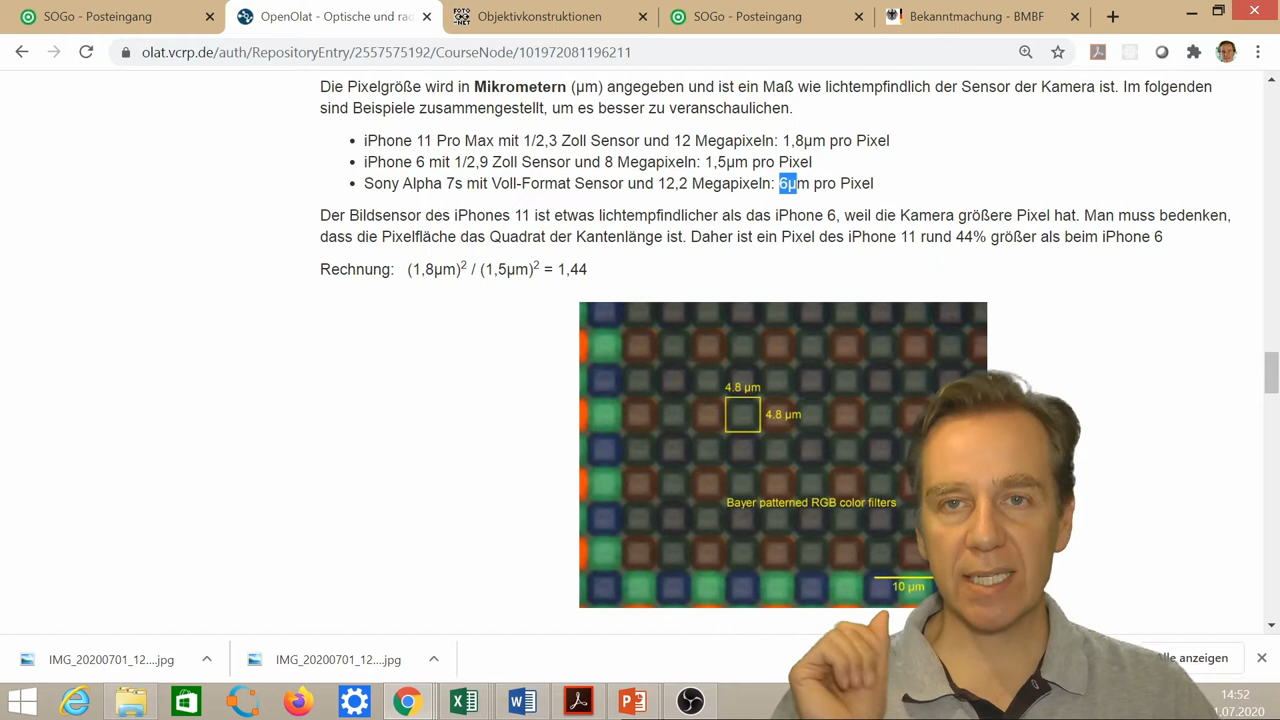 SOGo - Posteingang
OpenOlat - Optische und rac
Objektivkonstruktionen
SOGo - Posteingang
Bekanntmachung - BMBF
olat.vcrp.de/auth/RepositoryEntry/2557575192/CourseNode/101972081196211
Die Pixelgröße wird in Mikrometern (μm) angegeben und ist ein Maß wie lichtempfindlich der Sensor der Kamera ist. Im folgenden
sind Beispiele zusammengestellt, um es besser zu veranschaulichen.
• iPhone 11 Pro Max mit 1/2,3 Zoll Sensor und 12 Megapixeln: 1,8μm pro Pixel
• iPhone 6 mit 1/2,9 Zoll Sensor und 8 Megapixeln: 1,5μm pro Pixel
• Sony Alpha 7s mit Voll-Format Sensor und 12,2 Megapixeln: 6μm pro Pixel
Der Bildsensor des iPhones 11 ist etwas lichtempfindlicher als das iPhone 6, weil die Kamera größere Pixel hat. Man muss bedenken,
dass die Pixelfläche das Quadrat der Kantenlänge ist. Daher ist ein Pixel des iPhone 11 rund 44% größer als beim iPhone 6
Rechnung: (1,8μm)² / (1,5μm)² = 1,44
4.8 μm
4.8 μm
Bayer patterned RGB color filters
10 μm
IMG_20200701_12....jpg
IMG_20200701_12....jpg
Alle anzeigen
14:52
1.07.2020